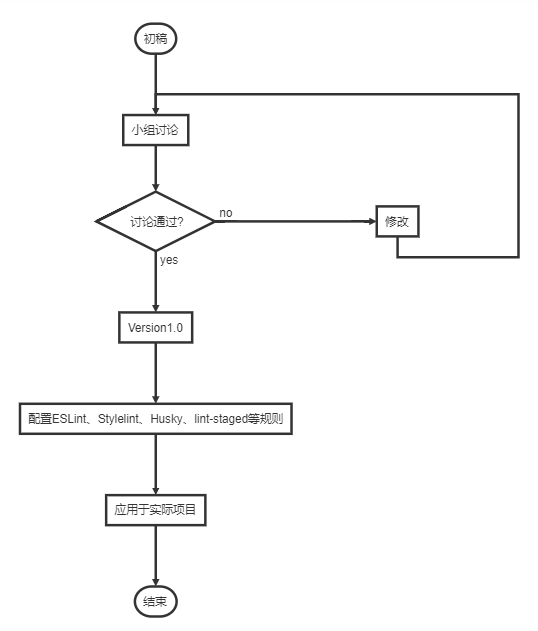 初稿
小组讨论
讨论通过?
no
修改
yes
Version1.0
配置ESLint、Stylelint、Husky、lint-staged等规则
应用于实际项目
结束